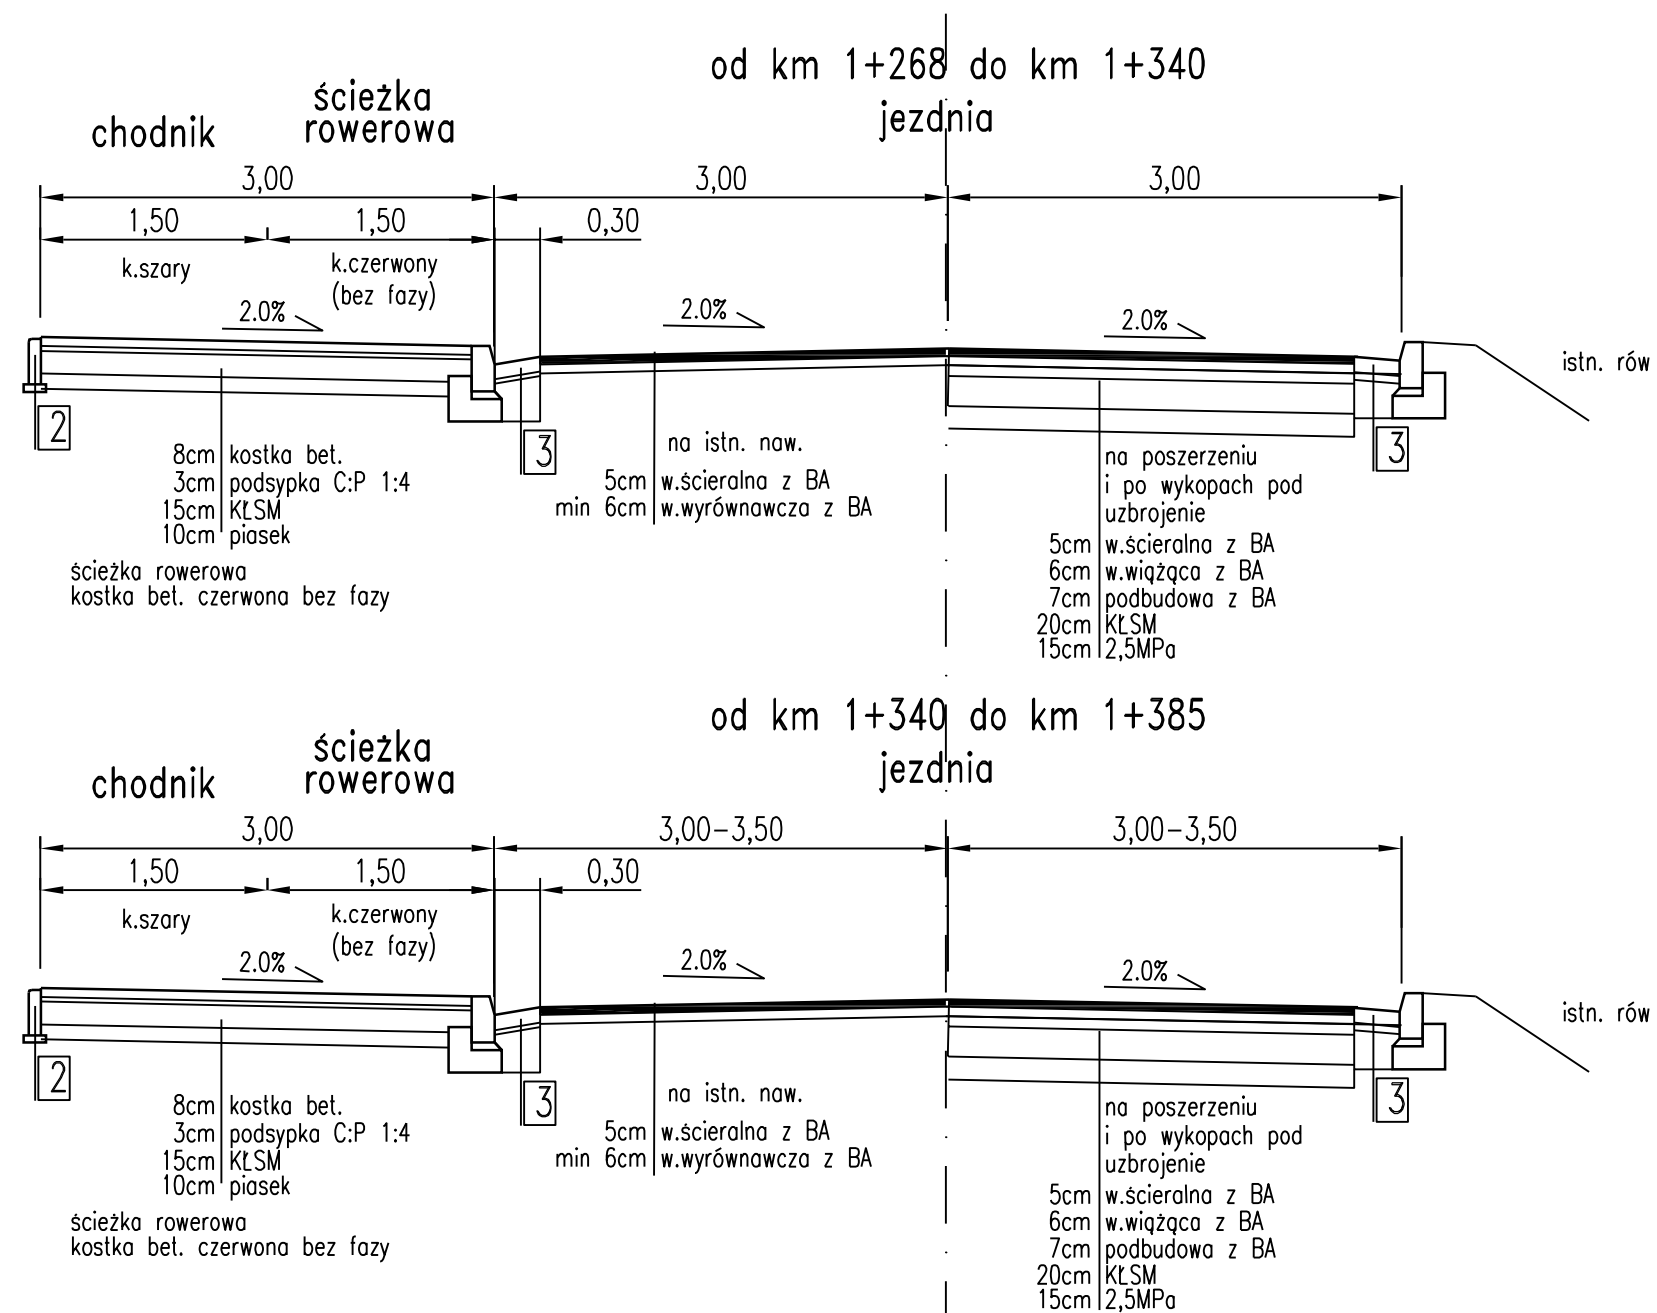 od km 1+268 do km 1+340
jezdnia
ścieżka
rowerowa
chodnik
3,00
3,00
3,00
1,50
1,50
0,30
k.szary
k.czerwony
(bez fazy)
2.0%
2.0%
2.0%
istn. rów
2
3
3
8cm kostka bet.
3cm podsypka C:P 1:4
15cm KŁSM
10cm piasek
ścieżka rowerowa
kostka bet. czerwona bez fazy
na istn. naw.
5cm w.ścieralna z BA
min 6cm w.wyrównawcza z BA
na poszerzeniu
i po wykopach pod
uzbrojenie
5cm w.ścieralna z BA
6cm w.wiążąca z BA
7cm podbudowa z BA
20cm KŁSM
15cm 2,5MPa
od km 1+340 do km 1+385
jezdnia
ścieżka
rowerowa
chodnik
3,00
3,00-3,50
3,00-3,50
1,50
1,50
0,30
k.szary
k.czerwony
(bez fazy)
2.0%
2.0%
2.0%
istn. rów
2
3
3
8cm kostka bet.
3cm podsypka C:P 1:4
15cm KŁSM
10cm piasek
ścieżka rowerowa
kostka bet. czerwona bez fazy
na istn. naw.
5cm w.ścieralna z BA
min 6cm w.wyrównawcza z BA
na poszerzeniu
i po wykopach pod
uzbrojenie
5cm w.ścieralna z BA
6cm w.wiążąca z BA
7cm podbudowa z BA
20cm KŁSM
15cm 2,5MPa